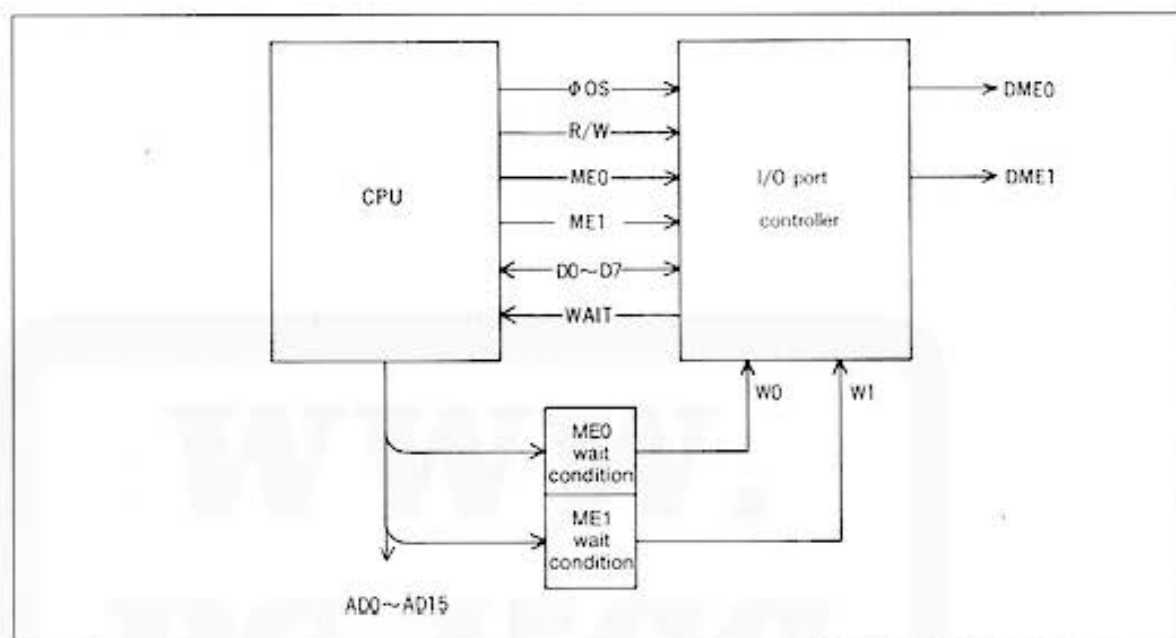 CPU
ΦOS
R/W
ME0
ME1
D0~D7
WAIT
I/O port
controller
DME0
DME1
W0
W1
ME0
wait
condition
ME1
wait
condition
AD0~AD15
WWW.